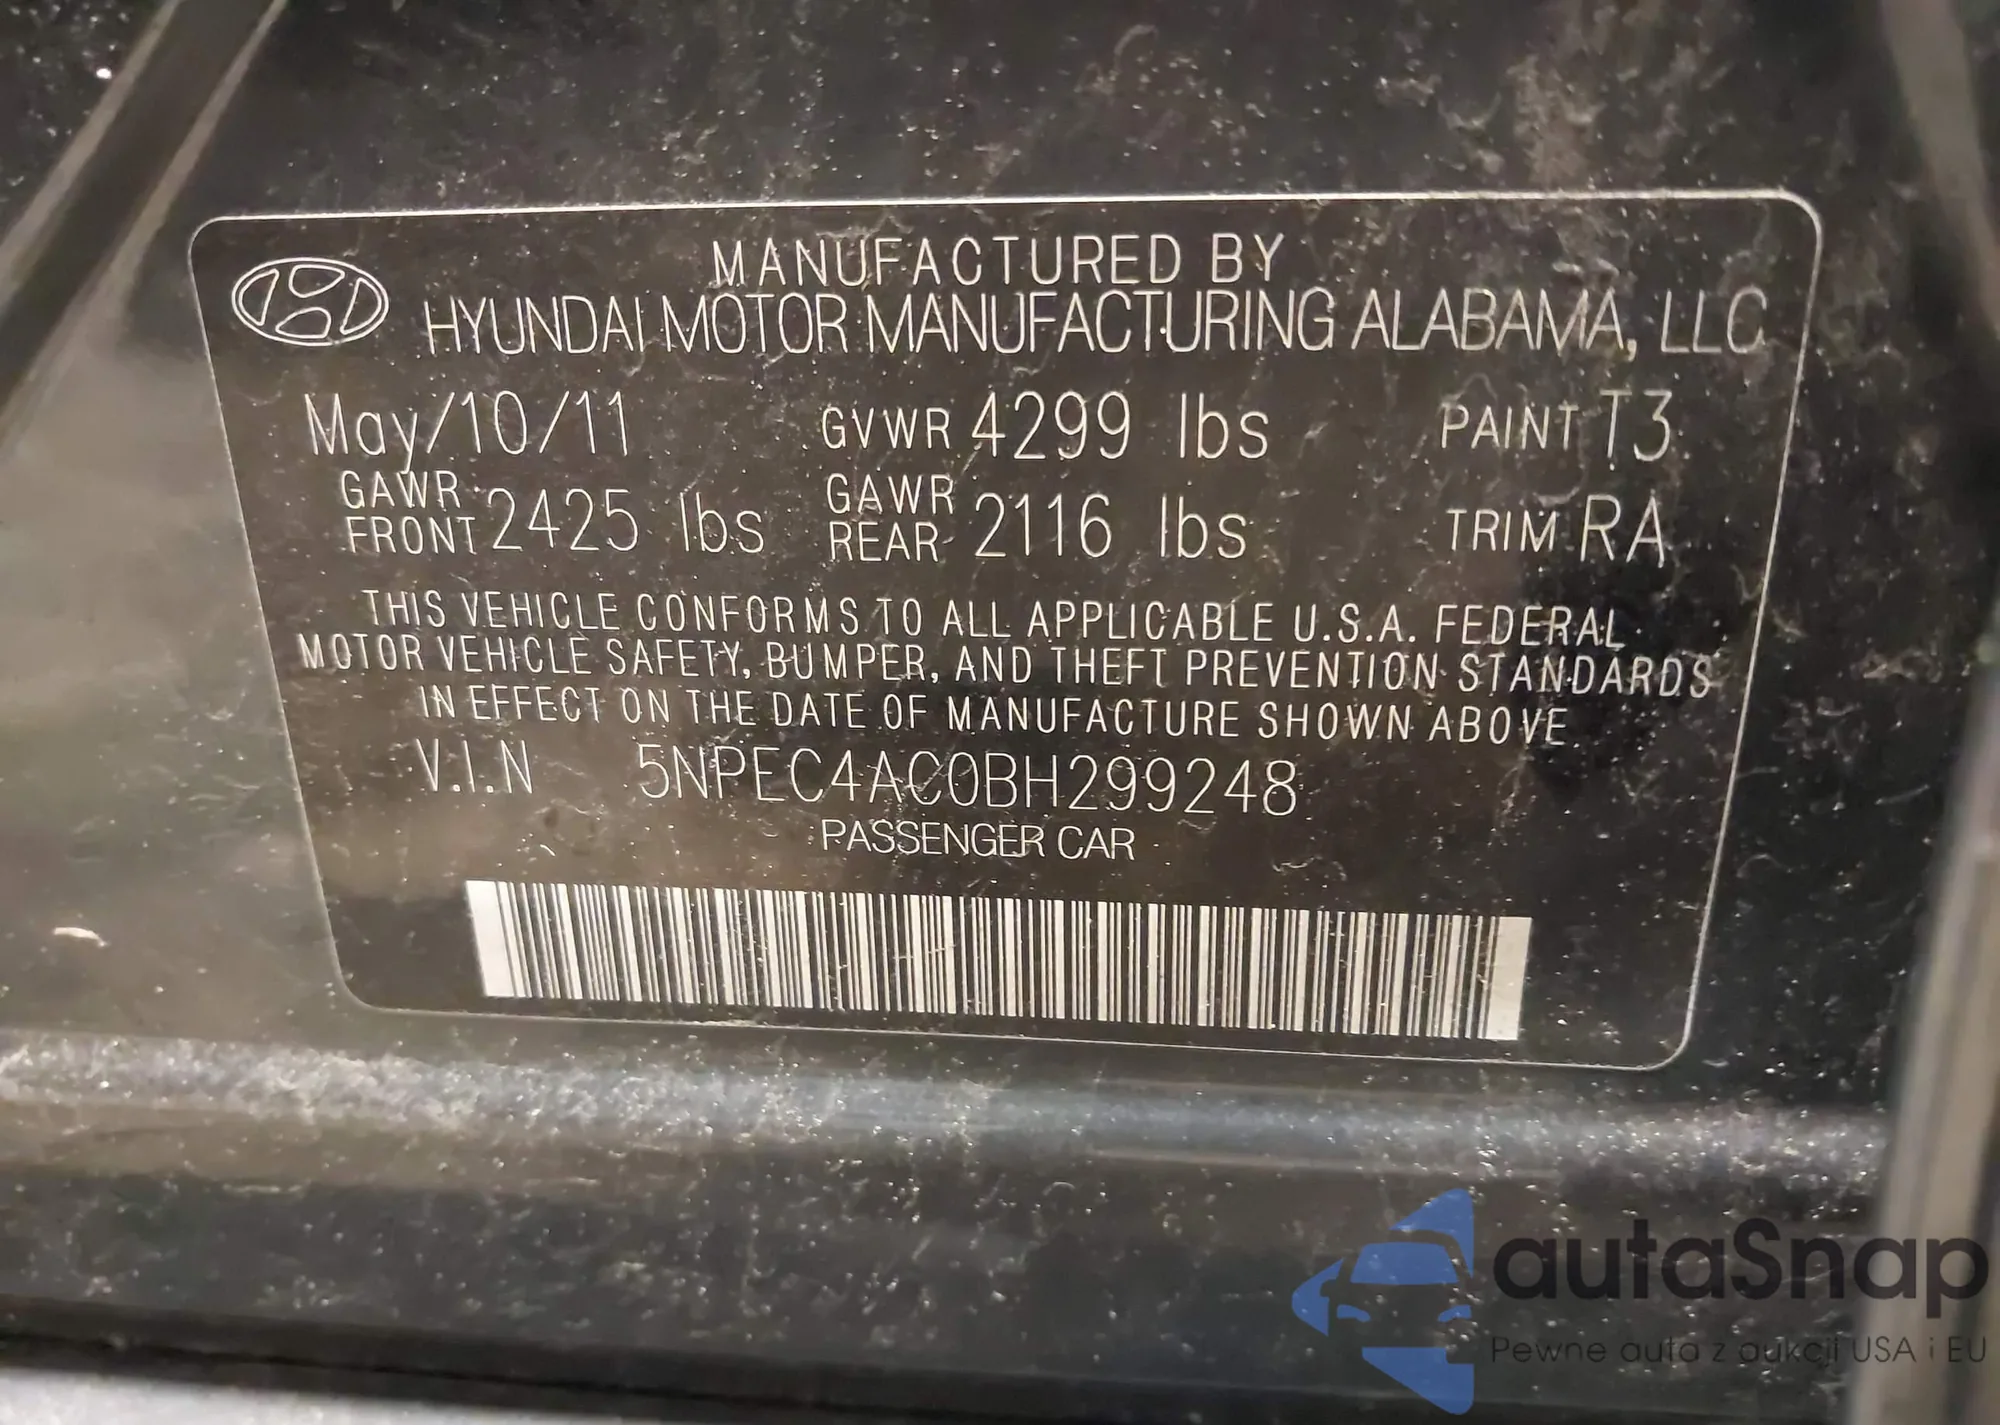 MANUFACTURED BY
HYUNDAI MOTOR MANUFACTURING ALABAMA, LLC
May/10/11 GVWR 4299 lbs PAINT T3
GAWR FRONT 2425 lbs GAWR REAR 2116 lbs TRIM RA
THIS VEHICLE CONFORMS TO ALL APPLICABLE U.S.A. FEDERAL
MOTOR VEHICLE SAFETY, BUMPER, AND THEFT PREVENTION STANDARDS
IN EFFECT ON THE DATE OF MANUFACTURE SHOWN ABOVE
V.I.N 5NPEC4AC0BH299248
PASSENGER CAR
autaSnap
Pewne auta z aukcji USA i EU